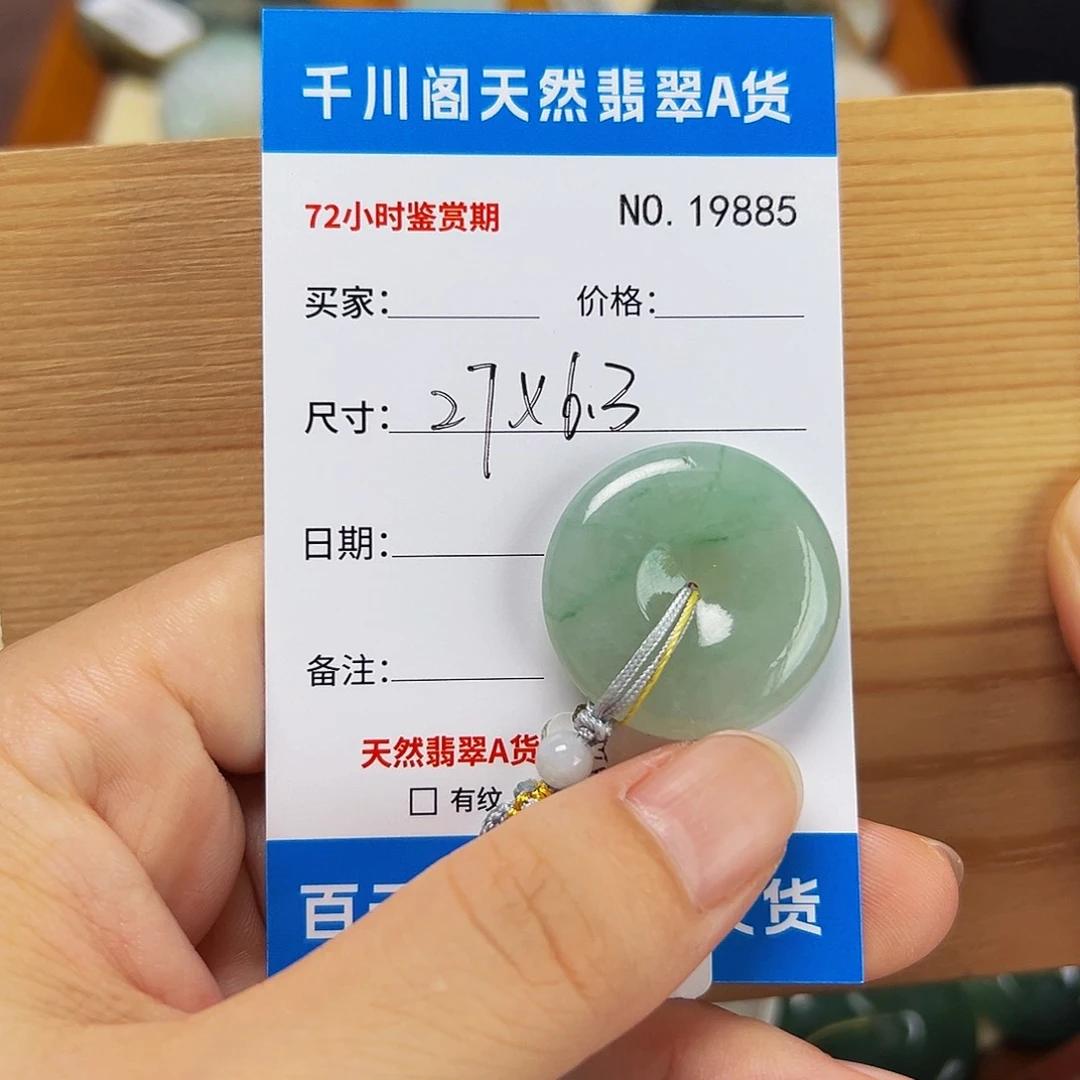 千川阁天然翡翠A货
72小时鉴赏期 NO. 19885
买家: 价格:
尺寸: 27X6.3
日期:
备注:
天然翡翠A货
□ 有纹
百 货